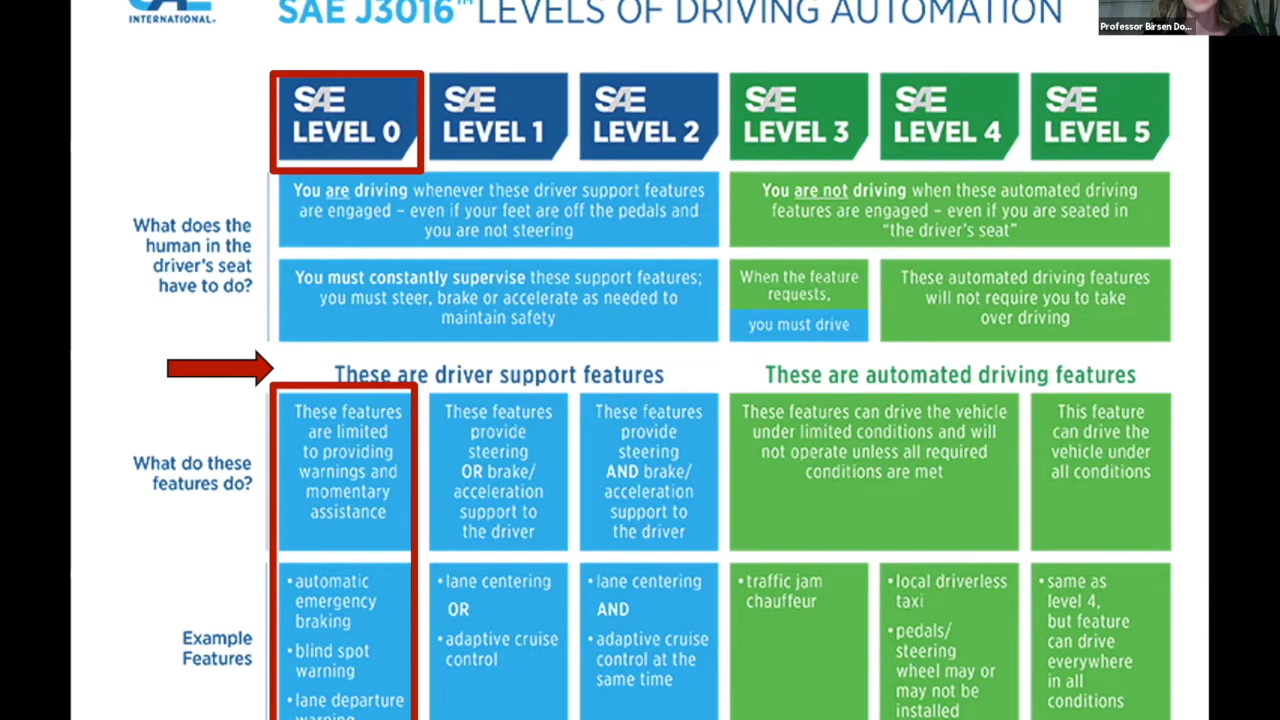 SAE
INTERNATIONAL®
SAE J3016™ LEVELS OF DRIVING AUTOMATION
Professor Birsen Do...
SAE
LEVEL 0
SAE
LEVEL 1
SAE
LEVEL 2
SAE
LEVEL 3
SAE
LEVEL 4
SAE
LEVEL 5
What does the
human in the
driver's seat
have to do?
You are driving whenever these driver support features
are engaged – even if your feet are off the pedals and
you are not steering
You are not driving when these automated driving
features are engaged – even if you are seated in
"the driver's seat"
You must constantly supervise these support features;
you must steer, brake or accelerate as needed to
maintain safety
When the feature
requests,
you must drive
These automated driving features
will not require you to take
over driving
These are driver support features
These are automated driving features
What do these
features do?
These features
are limited
to providing
warnings and
momentary
assistance
These features
provide
steering
OR brake/
acceleration
support to
the driver
These features
provide
steering
AND brake/
acceleration
support to
the driver
These features can drive the vehicle
under limited conditions and will
not operate unless all required
conditions are met
This feature
can drive the
vehicle under
all conditions
Example
Features
• automatic
emergency
braking
• blind spot
warning
• lane departure
warning
• lane centering
OR
• adaptive cruise
control
• lane centering
AND
• adaptive cruise
control at the
same time
• traffic jam
chauffeur
• local driverless
taxi
• pedals/
steering
wheel may or
may not be
installed
• same as
level 4,
but feature
can drive
everywhere
in all
conditions